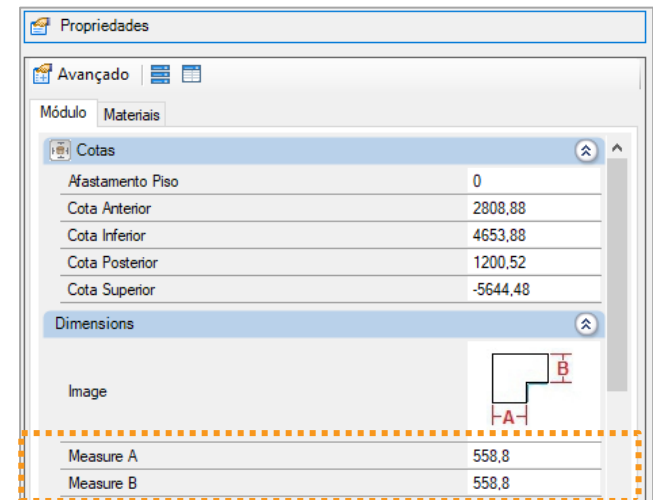 Propriedades
Avançado
Módulo Materiais
Cotas
Afastamento Piso 0
Cota Anterior 2808,88
Cota Inferior 4653,88
Cota Posterior 1200,52
Cota Superior -5644,48
Dimensions
B
Image
A
Measure A 558,8
Measure B 558,8